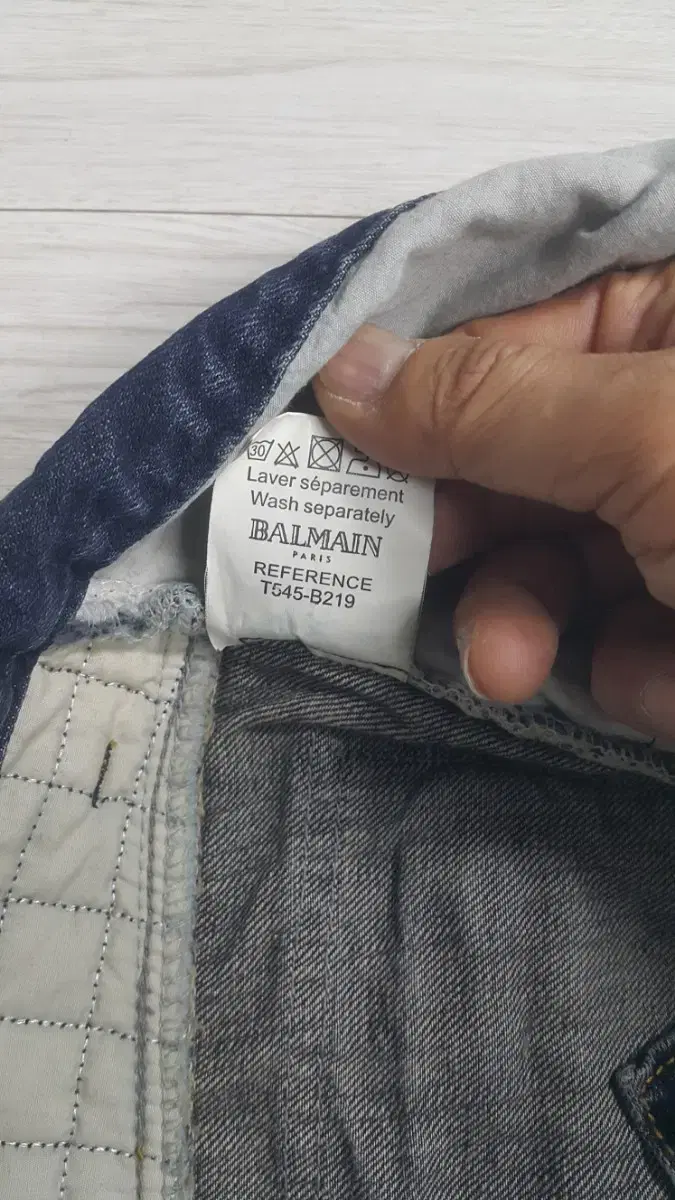 30
Laver séparement
Wash separately
BALMAIN
PARIS
REFERENCE
T545-B219